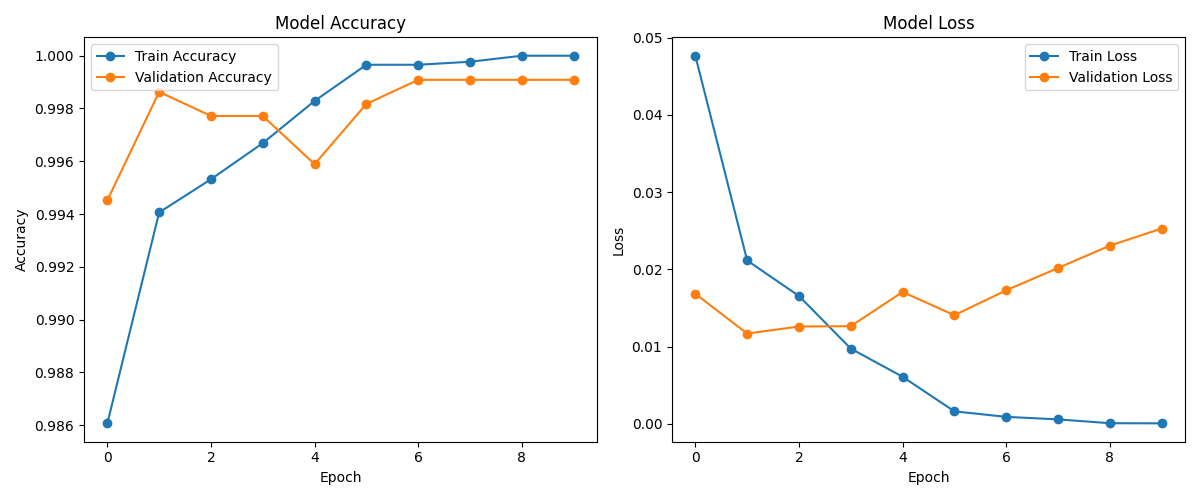 Model Accuracy
Train Accuracy
Validation Accuracy
1.000
0.998
0.996
0.994
0.992
0.990
0.988
0.986
Accuracy
0 2 4 6 8
Epoch
Model Loss
Train Loss
Validation Loss
0.05
0.04
0.03
0.02
0.01
0.00
Loss
0 2 4 6 8
Epoch